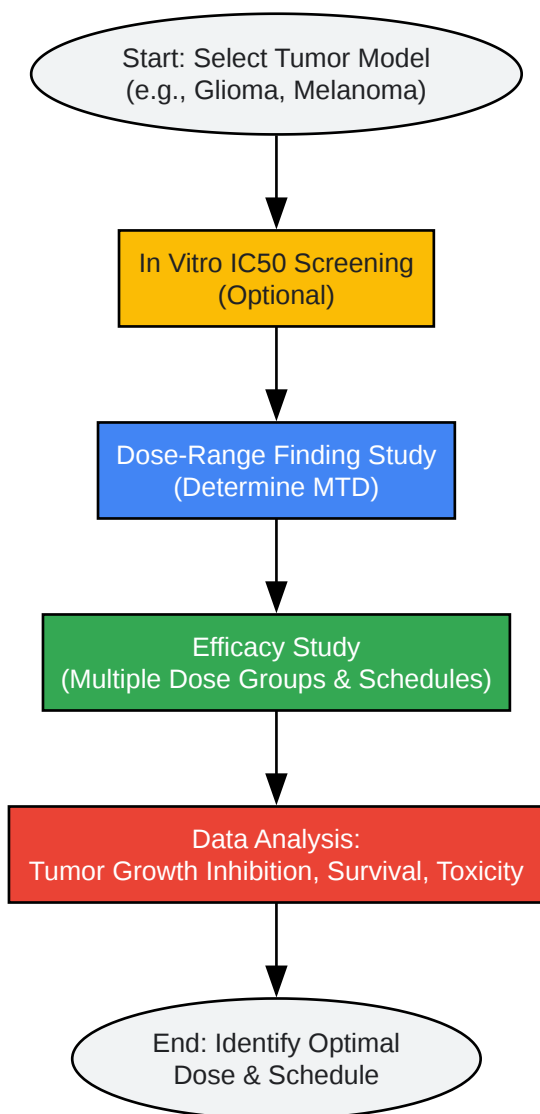 Start: Select Tumor Model
(e.g., Glioma, Melanoma)
In Vitro IC50 Screening
(Optional)
Dose-Range Finding Study
(Determine MTD)
Efficacy Study
(Multiple Dose Groups & Schedules)
Data Analysis:
Tumor Growth Inhibition, Survival, Toxicity
End: Identify Optimal
Dose & Schedule